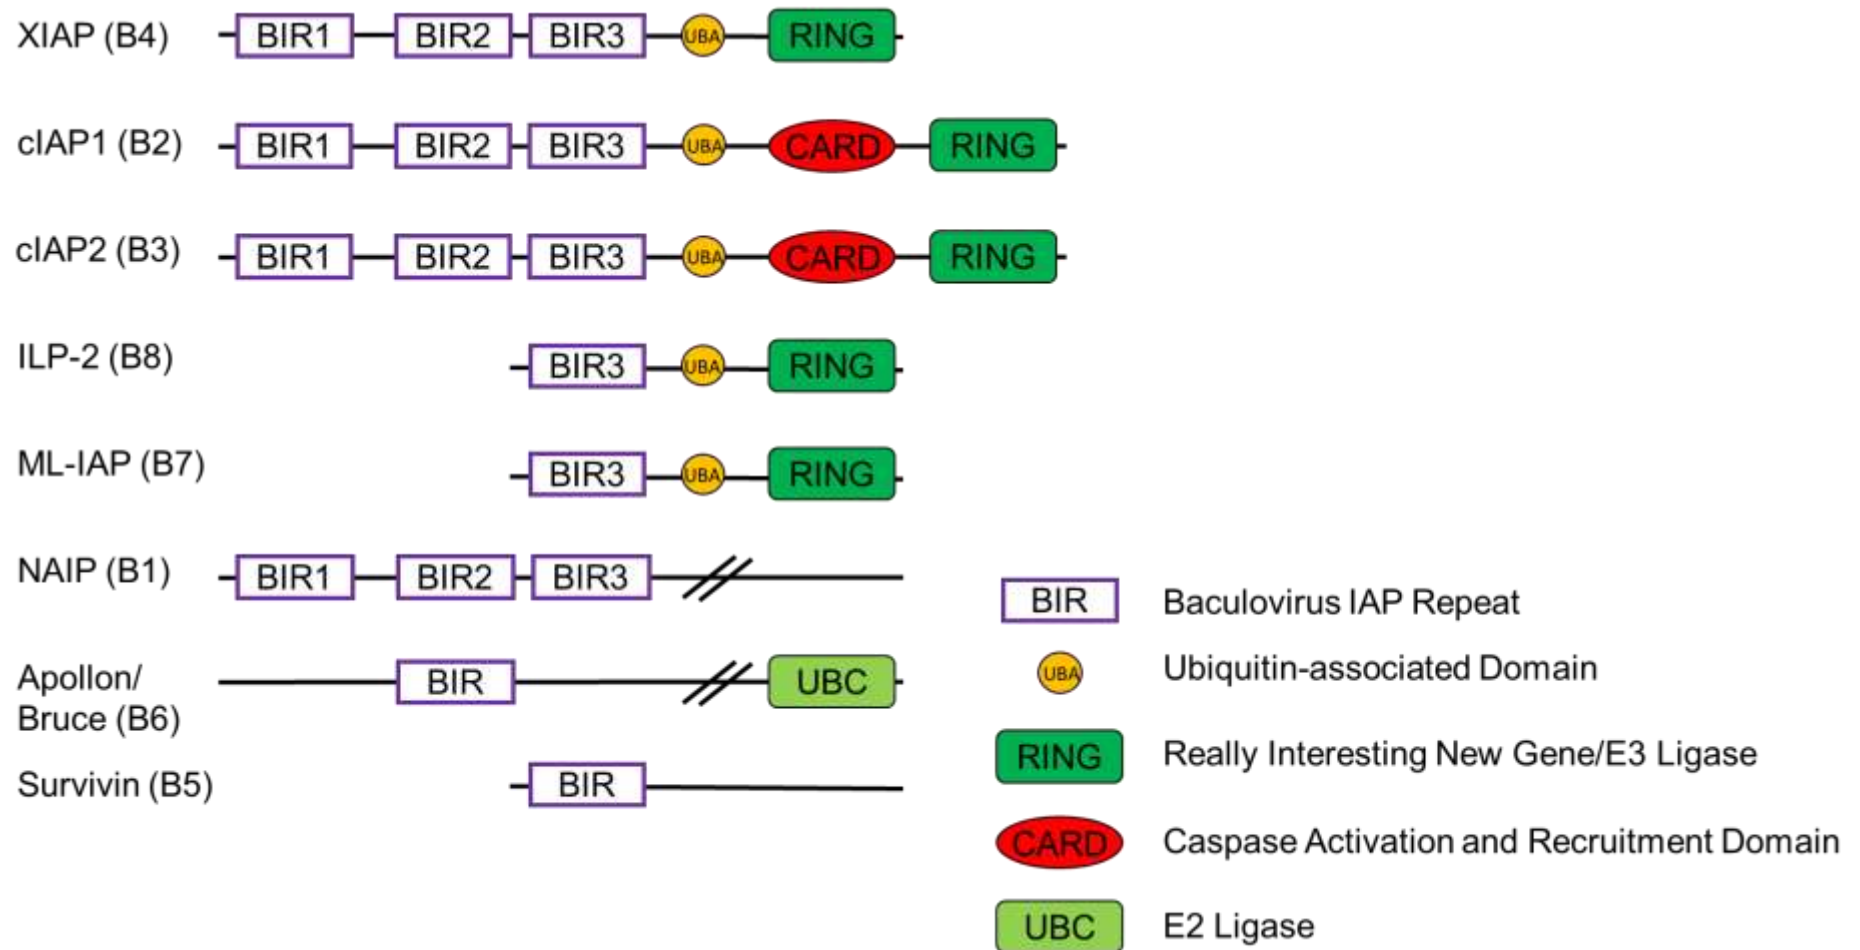 XIAP (B4) BIR1 BIR2 BIR3 UBA RING
cIAP1 (B2) BIR1 BIR2 BIR3 UBA CARD RING
cIAP2 (B3) BIR1 BIR2 BIR3 UBA CARD RING
ILP-2 (B8) BIR3 UBA RING
ML-IAP (B7) BIR3 UBA RING
NAIP (B1) BIR1 BIR2 BIR3
Apollon/
Bruce (B6) BIR UBC
Survivin (B5) BIR
BIR Baculovirus IAP Repeat
UBA Ubiquitin-associated Domain
RING Really Interesting New Gene/E3 Ligase
CARD Caspase Activation and Recruitment Domain
UBC E2 Ligase